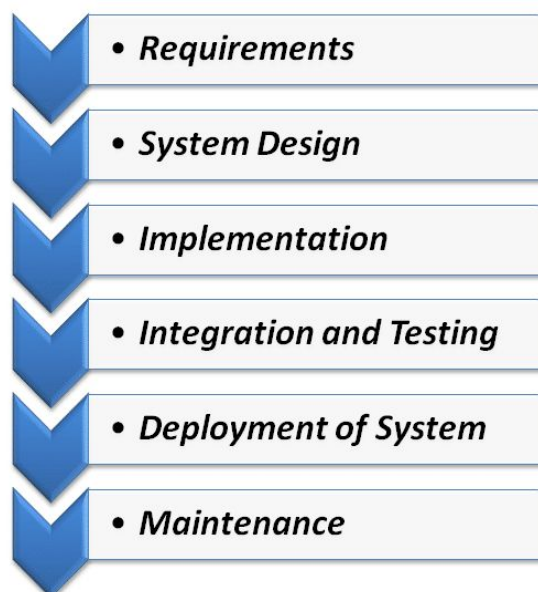 • Requirements
• System Design
• Implementation
• Integration and Testing
• Deployment of System
• Maintenance